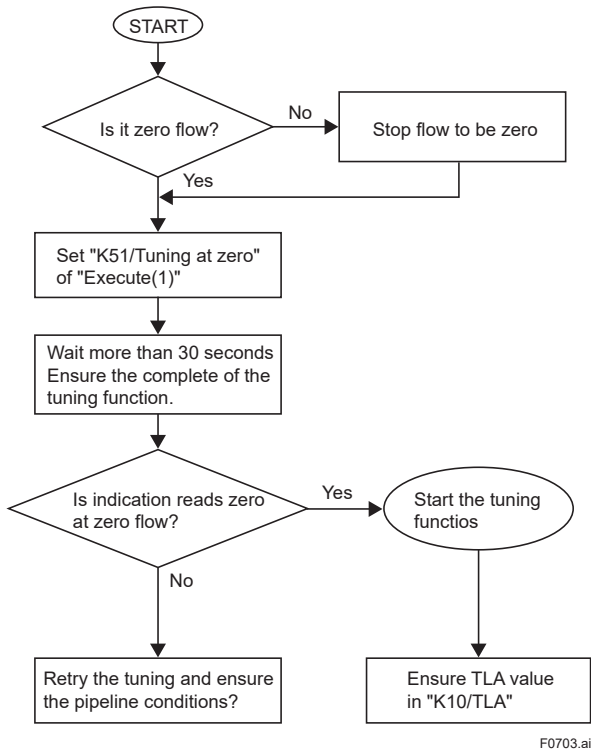 START
Is it zero flow?
No
Stop flow to be zero
Yes
Set "K51/Tuning at zero"
of "Execute(1)"
Wait more than 30 seconds
Ensure the complete of the
tuning function.
Is indication reads zero
at zero flow?
Yes
Start the tuning
functios
No
Retry the tuning and ensure
the pipeline conditions?
Ensure TLA value
in "K10/TLA"
F0703.ai